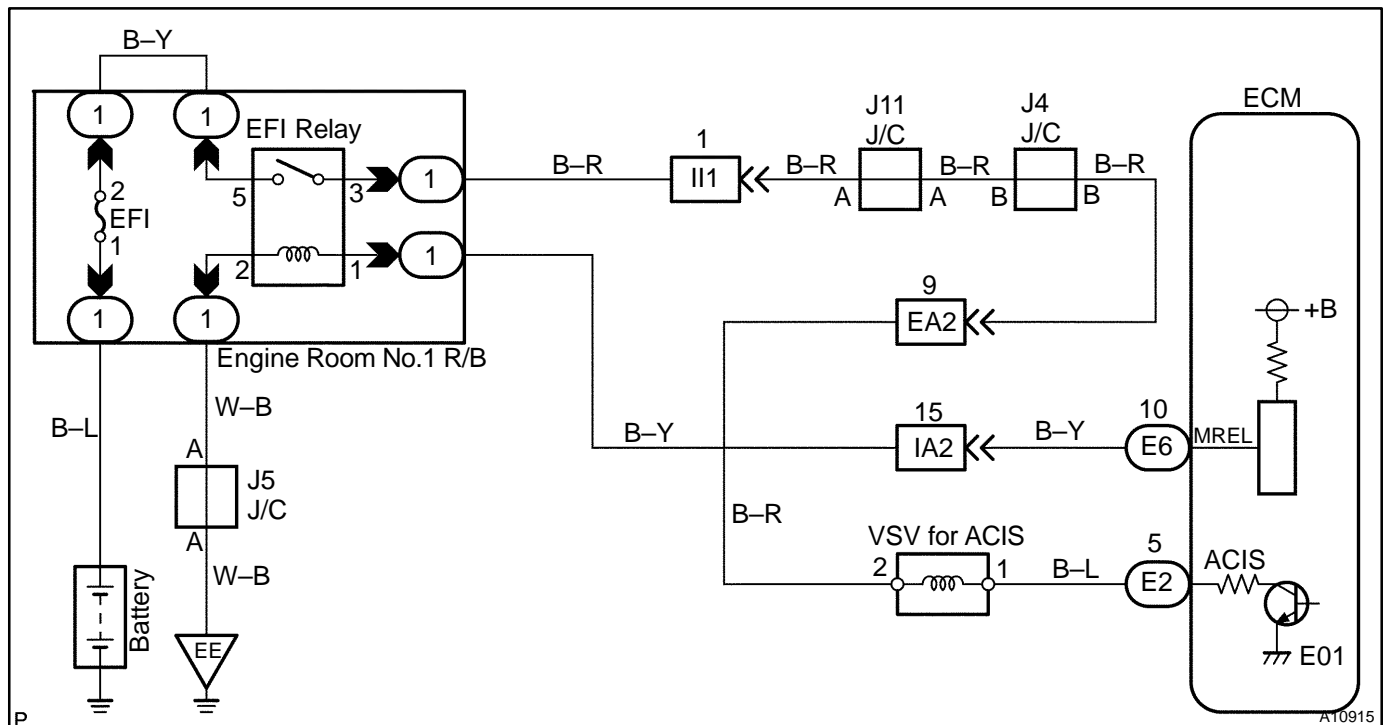 B–Y
1
1
EFI Relay
5
3
1
2
EFI
1
2
1
1
1
1
Engine Room No.1 R/B
B–L
W–B
A
J5
J/C
A
W–B
Battery
EE
B–R
1
II1
B–R
J11
J/C
A
A
B–R
J4
J/C
B
B
B–R
9
EA2
B–Y
15
IA2
B–Y
10
E6
MREL
B–R
VSV for ACIS
2
1
B–L
5
E2
ACIS
ECM
+B
E01
P
A10915